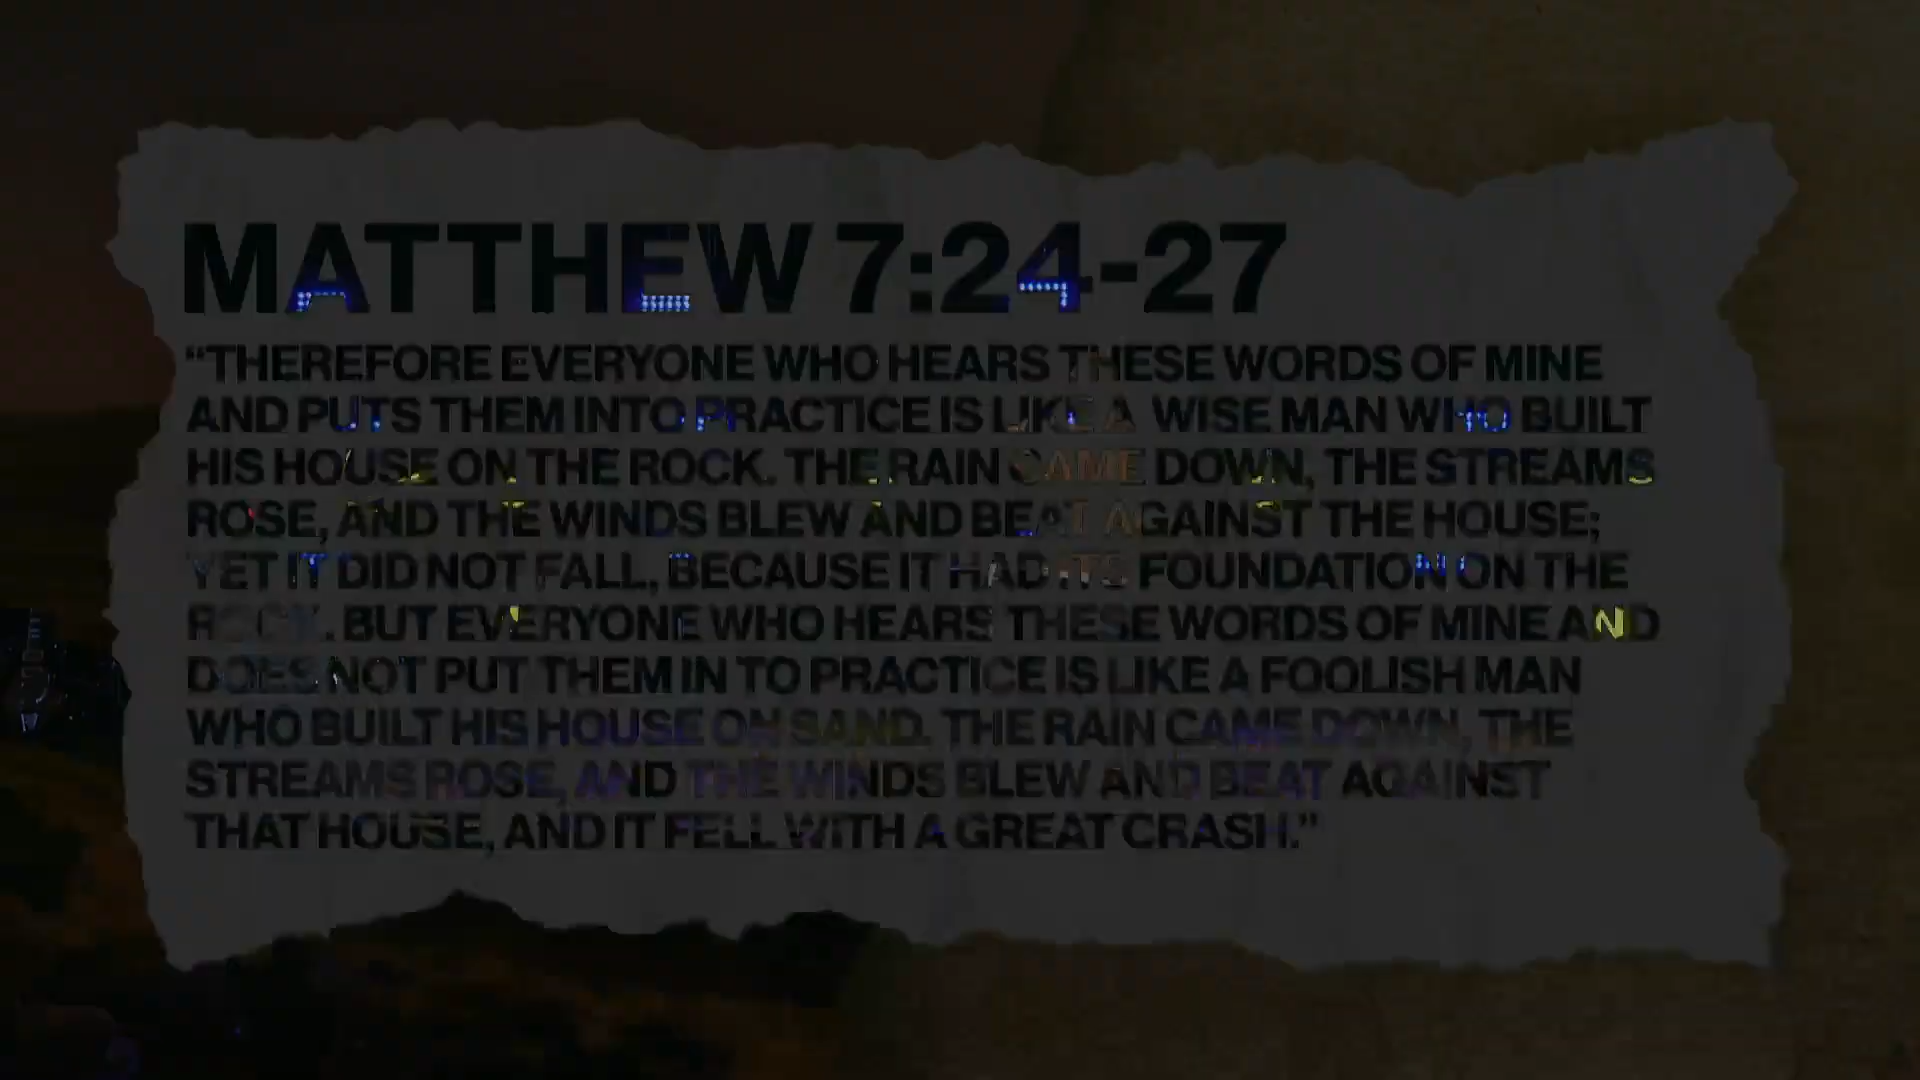 MATTHEW 7:24-27
“THEREFORE EVERYONE WHO HEARS THESE WORDS OF MINE
AND PUTS THEM INTO PRACTICE IS LIKE A WISE MAN WHO BUILT
HIS HOUSE ON THE ROCK. THE RAIN CAME DOWN, THE STREAMS
ROSE, AND THE WINDS BLEW AND BEAT AGAINST THE HOUSE;
YET IT DID NOT FALL, BECAUSE IT HAD ITS FOUNDATION ON THE
ROCK. BUT EVERYONE WHO HEARS THESE WORDS OF MINE AND
DOES NOT PUT THEM IN TO PRACTICE IS LIKE A FOOLISH MAN
WHO BUILT HIS HOUSE ON SAND. THE RAIN CAME DOWN, THE
STREAMS ROSE, AND THE WINDS BLEW AND BEAT AGAINST
THAT HOUSE, AND IT FELL WITH A GREAT CRASH.”